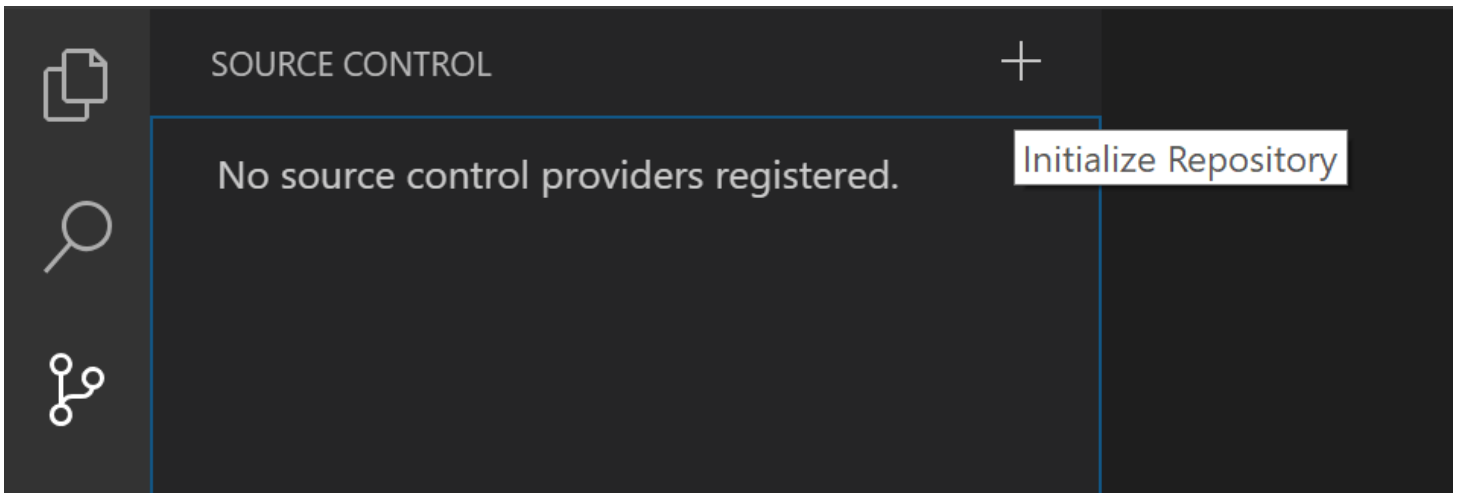 SOURCE CONTROL
Initialize Repository
No source control providers registered.